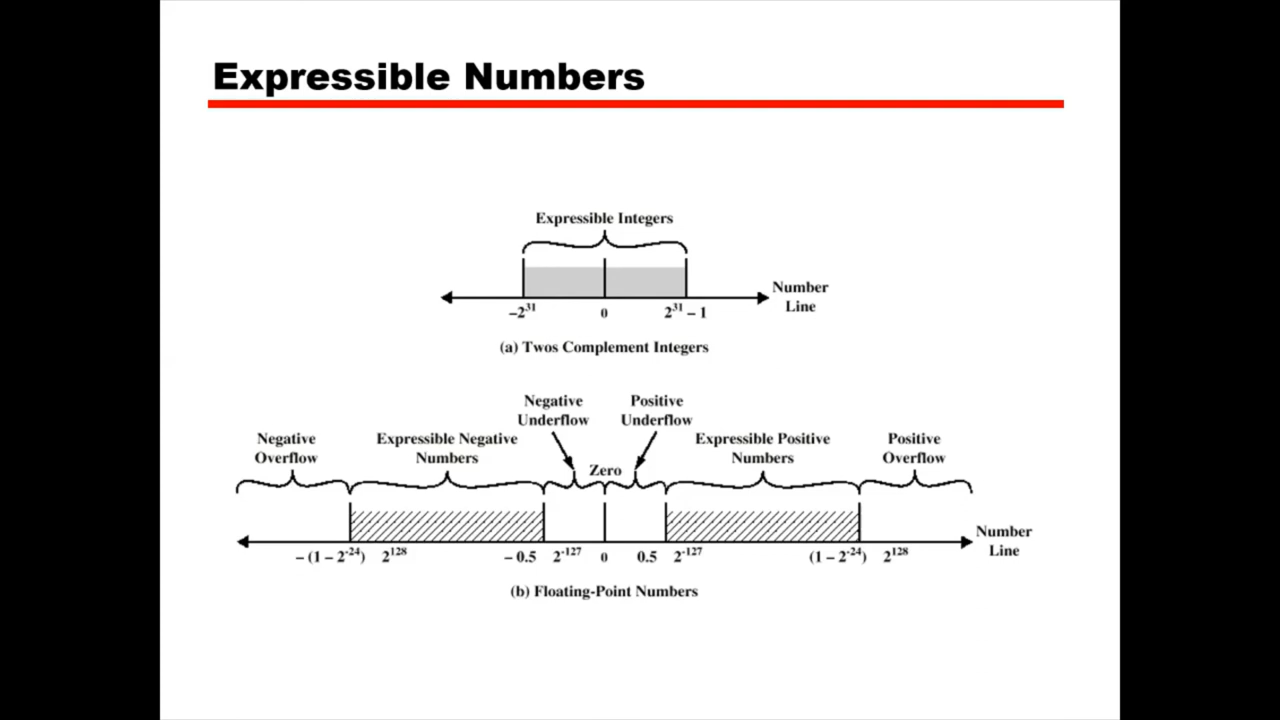 Expressible Numbers
Expressible Integers
Number
Line
−2³¹ 0 2³¹ − 1
(a) Twos Complement Integers
Negative Underflow
Positive Underflow
Negative Overflow
Expressible Negative Numbers
Zero
Expressible Positive Numbers
Positive Overflow
Number
Line
− (1 − 2⁻²⁴) 2¹²⁸ − 0.5 2⁻¹²⁷ 0 0.5 2⁻¹²⁷ (1 − 2⁻²⁴) 2¹²⁸
(b) Floating-Point Numbers